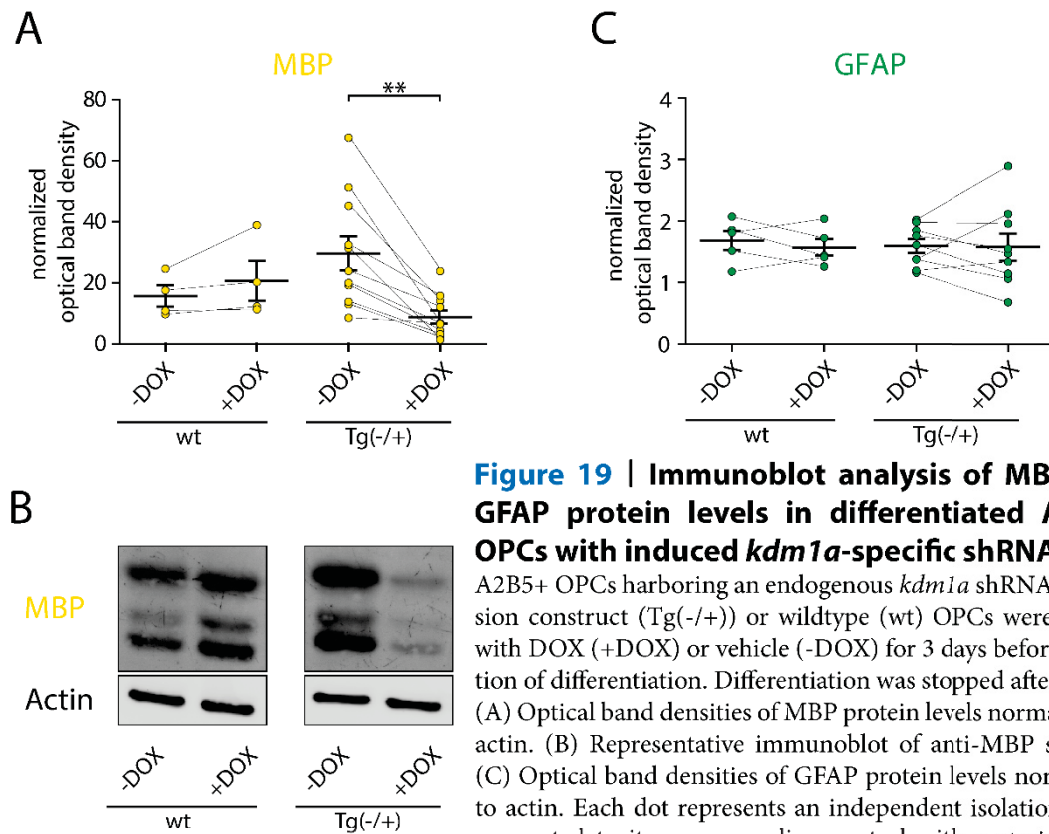 A
MBP
**
normalized
optical band density
80
60
40
20
0
-DOX
+DOX
-DOX
+DOX
wt
Tg(-/+)
C
GFAP
normalized
optical band density
4
3
2
1
0
-DOX
+DOX
-DOX
+DOX
wt
Tg(-/+)
B
MBP
Actin
-DOX
+DOX
-DOX
+DOX
wt
Tg(-/+)
Figure 19 | Immunoblot analysis of MB
GFAP protein levels in differentiated A
OPCs with induced kdm1a-specific shRNA
A2B5+ OPCs harboring an endogenous kdm1a shRNA
sion construct (Tg(-/+)) or wildtype (wt) OPCs were
with DOX (+DOX) or vehicle (-DOX) for 3 days befor
tion of differentiation. Differentiation was stopped after
(A) Optical band densities of MBP protein levels norma
actin. (B) Representative immunoblot of anti-MBP s
(C) Optical band densities of GFAP protein levels non
to actin. Each dot represents an independent isolation